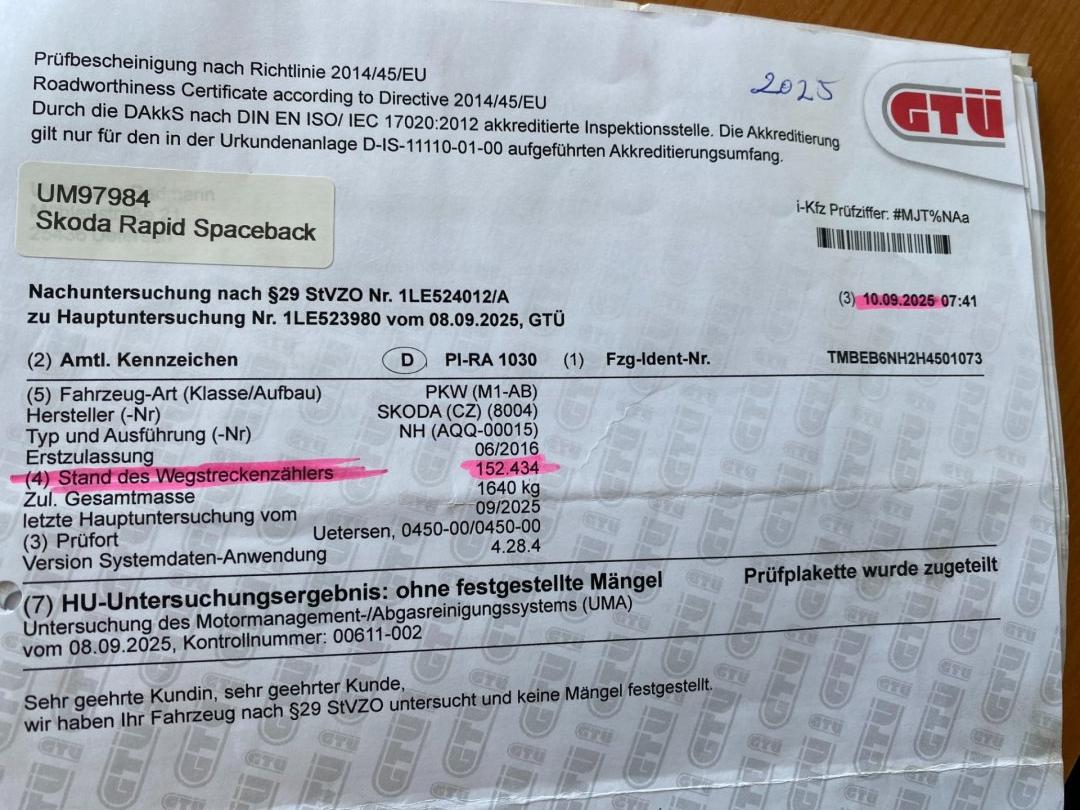 Prüfbescheinigung nach Richtlinie 2014/45/EU
Roadworthiness Certificate according to Directive 2014/45/EU
Durch die DAkkS nach DIN EN ISO/ IEC 17020:2012 akkreditierte Inspektionsstelle. Die Akkreditierung
gilt nur für den in der Urkundenanlage D-IS-11110-01-00 aufgeführten Akkreditierungsumfang.
2025
GTÜ
UM97984
Skoda Rapid Spaceback
i-Kfz Prüfziffer: #MJT%NAa
Nachuntersuchung nach §29 StVZO Nr. 1LE524012/A
zu Hauptuntersuchung Nr. 1LE523980 vom 08.09.2025, GTÜ
(3) 10.09.2025 07:41
(2) Amtl. Kennzeichen D PI-RA 1030 (1) Fzg-Ident-Nr. TMBEB6NH2H4501073
(5) Fahrzeug-Art (Klasse/Aufbau) PKW (M1-AB)
Hersteller (-Nr) SKODA (CZ) (8004)
Typ und Ausführung (-Nr) NH (AQQ-00015)
Erstzulassung 06/2016
(4) Stand des Wegstreckenzählers 152.434
Zul. Gesamtmasse 1640 kg
letzte Hauptuntersuchung vom 09/2025
(3) Prüfort Uetersen, 0450-00/0450-00
Version Systemdaten-Anwendung 4.28.4
(7) HU-Untersuchungsergebnis: ohne festgestellte Mängel Prüfplakette wurde zugeteilt
Untersuchung des Motormanagement-/Abgasreinigungssystems (UMA)
vom 08.09.2025, Kontrollnummer: 00611-002
Sehr geehrte Kundin, sehr geehrter Kunde,
wir haben Ihr Fahrzeug nach §29 StVZO untersucht und keine Mängel festgestellt.